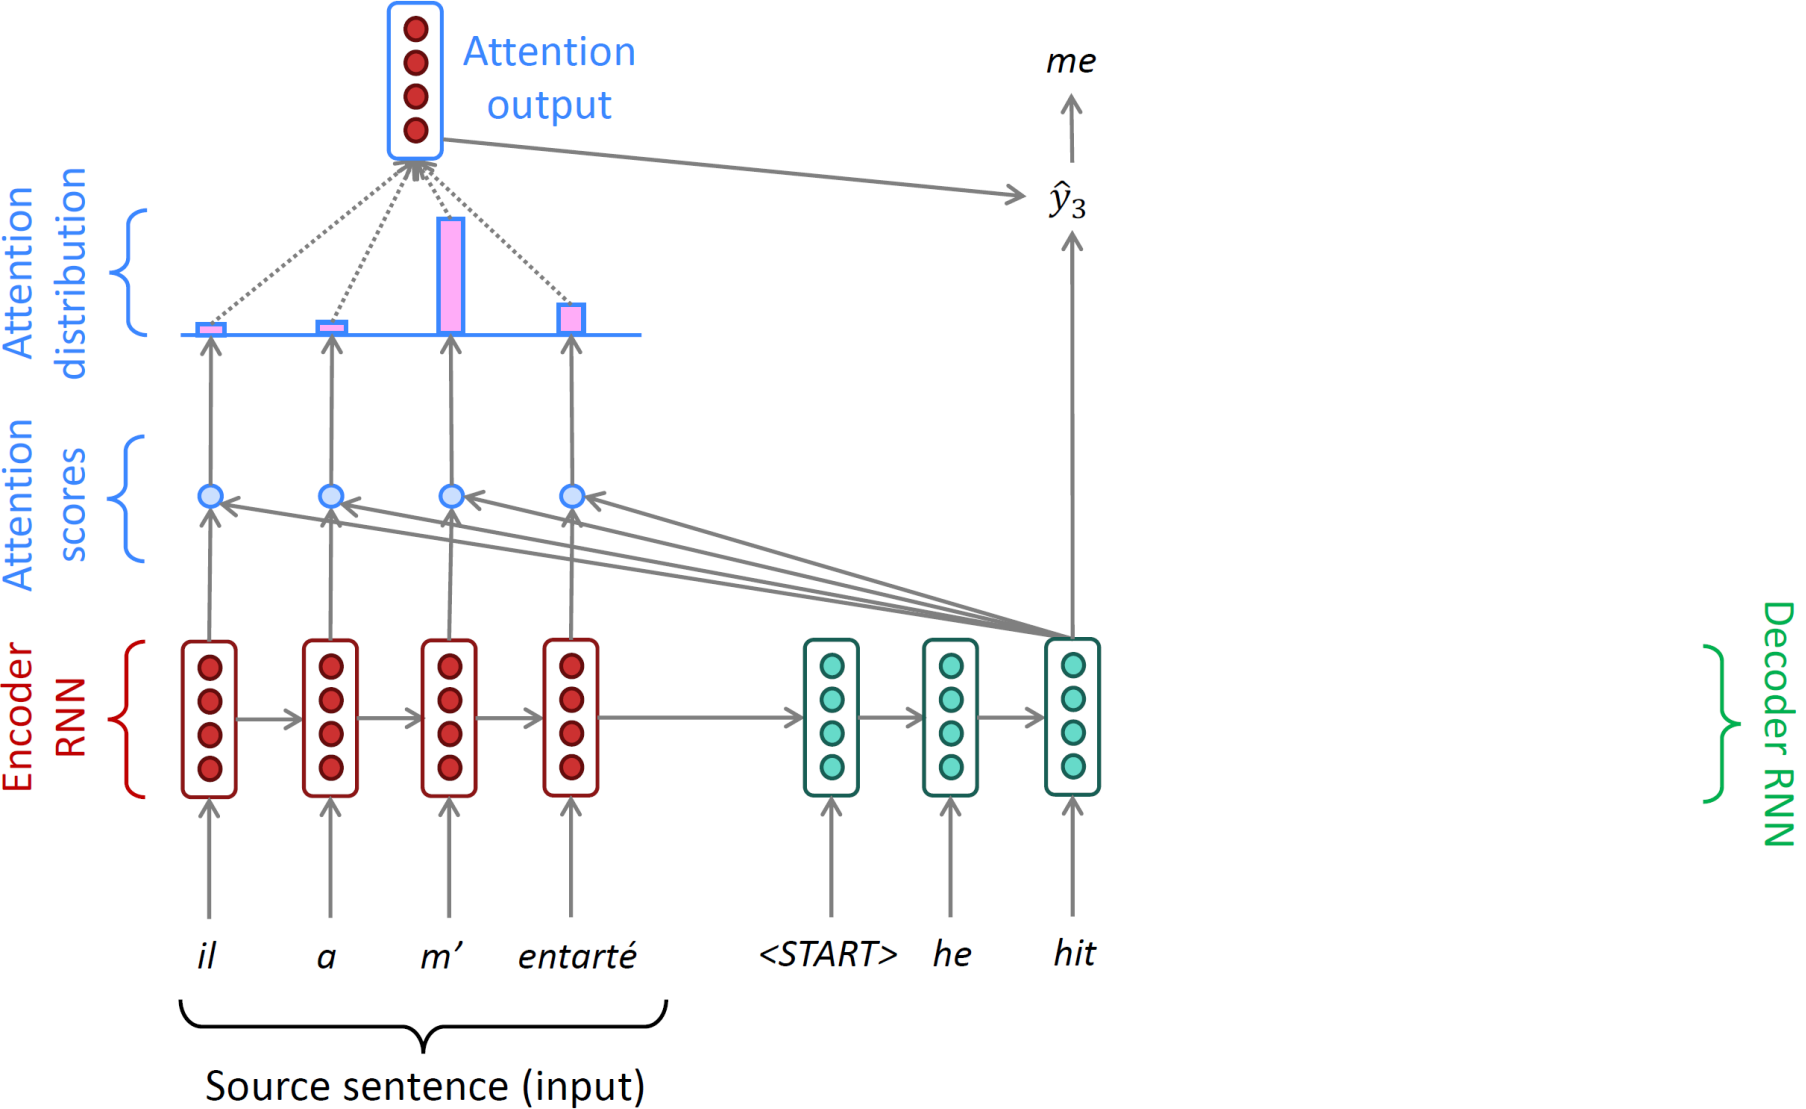 Attention
output
me
ŷ₃
Attention
distribution
Attention
scores
Encoder
RNN
Decoder RNN
il a m’ entarté <START> he hit
Source sentence (input)